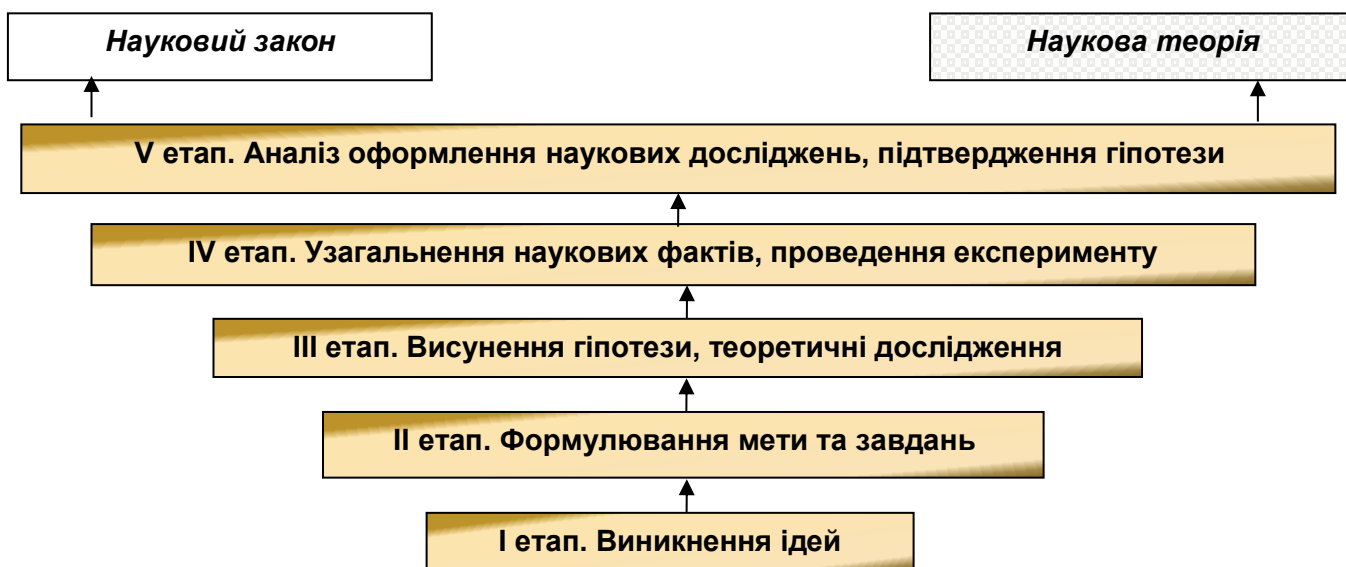 Науковий закон
Наукова теорія
V етап. Аналіз оформлення наукових досліджень, підтвердження гіпотези
IV етап. Узагальнення наукових фактів, проведення експерименту
III етап. Висунення гіпотези, теоретичні дослідження
II етап. Формулювання мети та завдань
I етап. Виникнення ідей